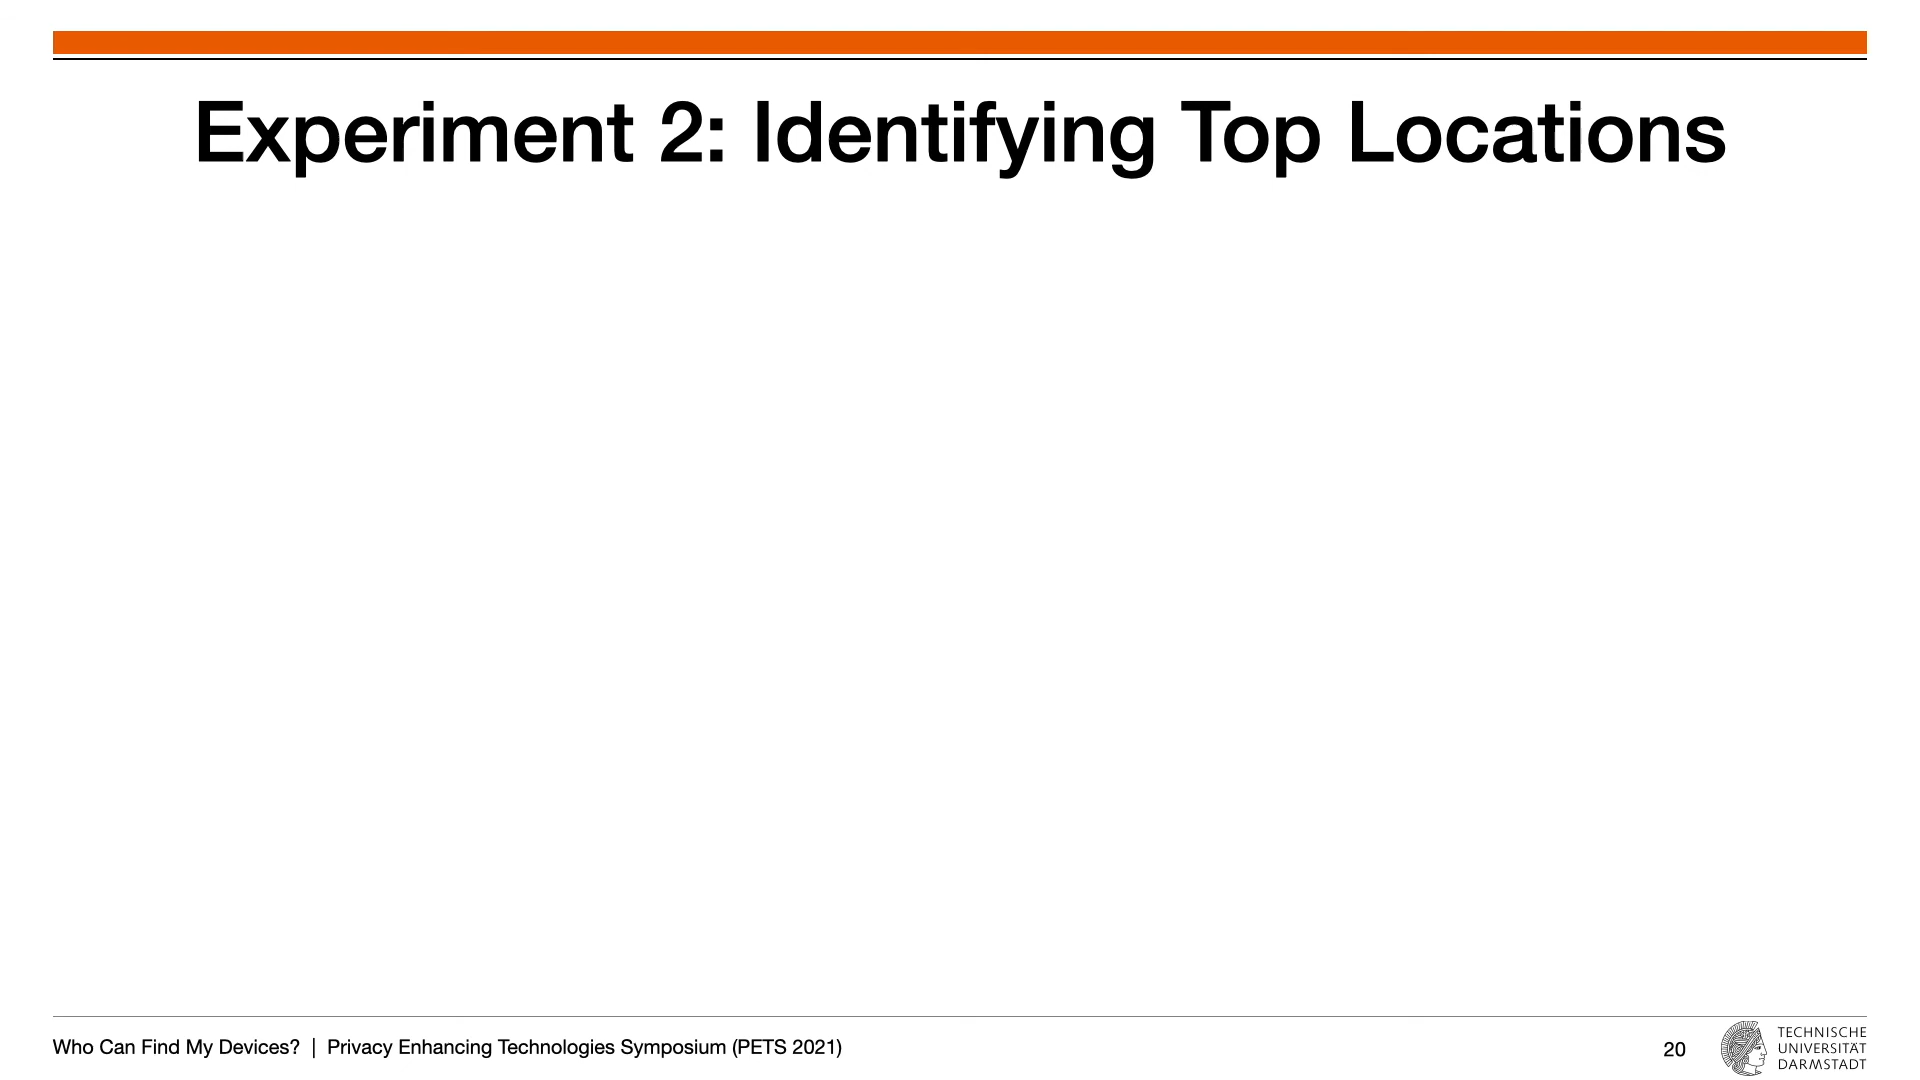 Experiment 2: Identifying Top Locations
Who Can Find My Devices? | Privacy Enhancing Technologies Symposium (PETS 2021)
20
TECHNISCHE
UNIVERSITÄT
DARMSTADT